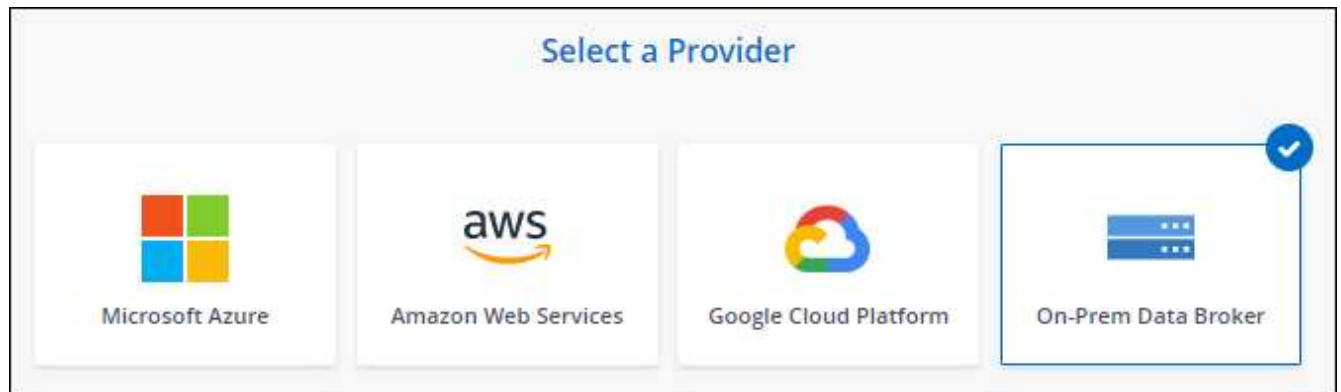 Select a Provider
aws
Microsoft Azure
Amazon Web Services
Google Cloud Platform
On-Prem Data Broker